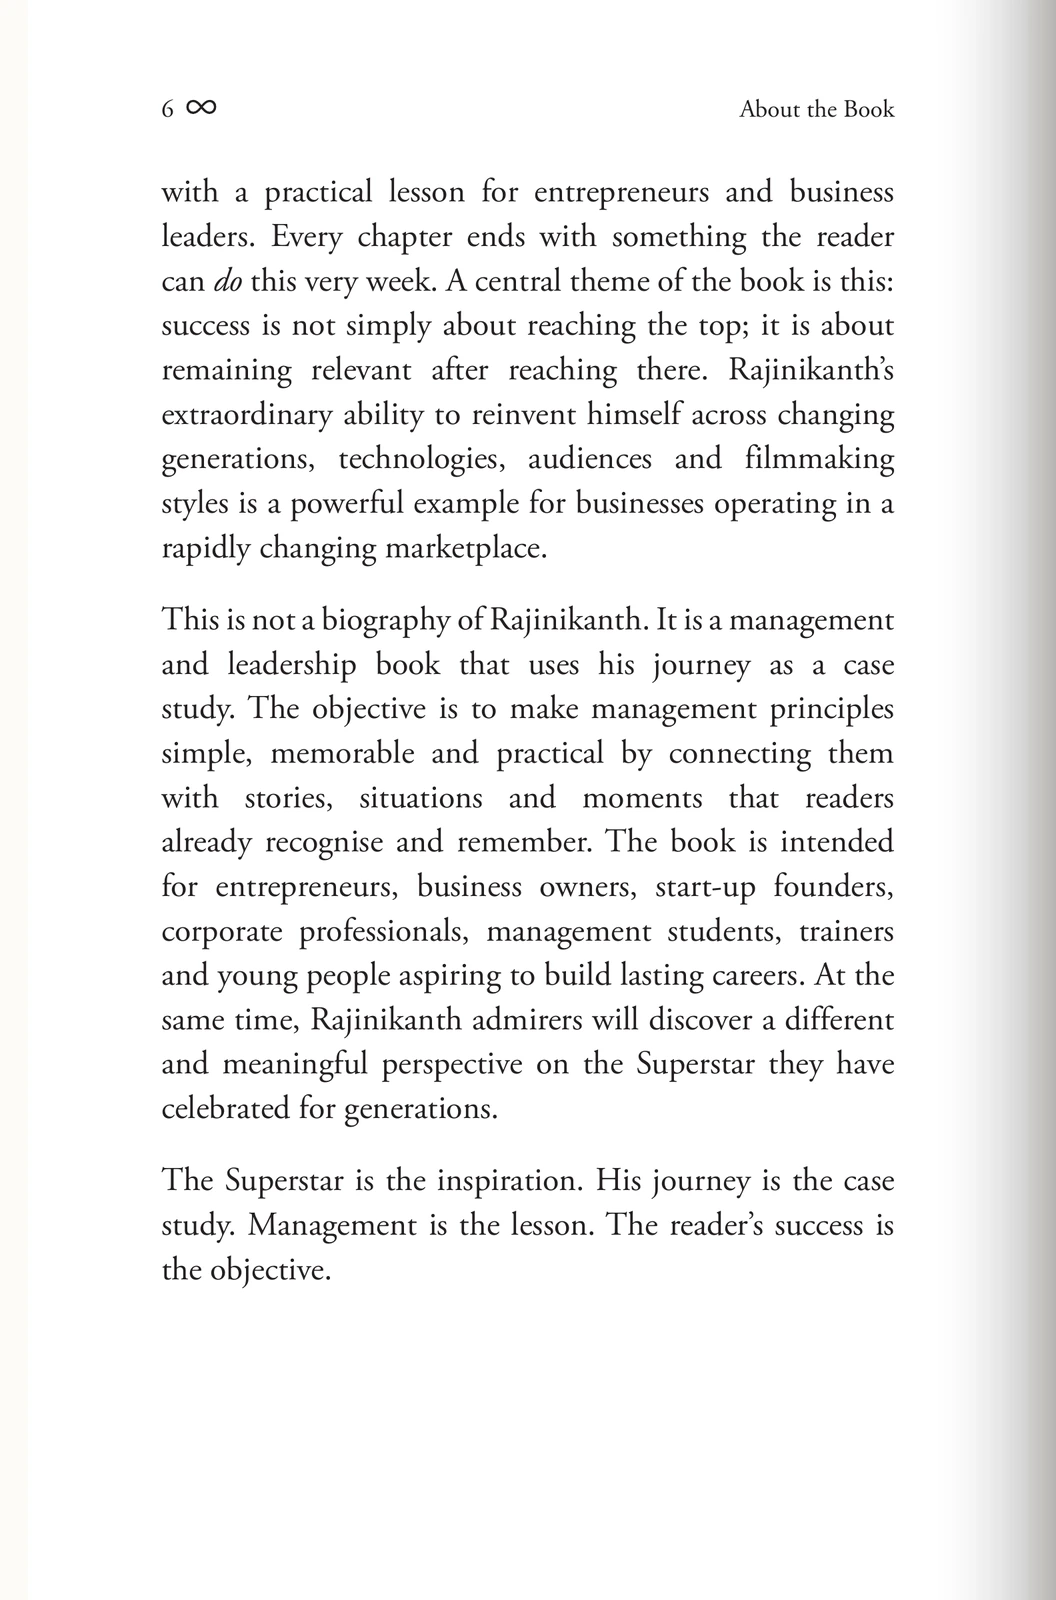 6 ∞ About the Book
with a practical lesson for entrepreneurs and business
leaders. Every chapter ends with something the reader
can do this very week. A central theme of the book is this:
success is not simply about reaching the top; it is about
remaining relevant after reaching there. Rajinikanth’s
extraordinary ability to reinvent himself across changing
generations, technologies, audiences and filmmaking
styles is a powerful example for businesses operating in a
rapidly changing marketplace.
This is not a biography of Rajinikanth. It is a management
and leadership book that uses his journey as a case
study. The objective is to make management principles
simple, memorable and practical by connecting them
with stories, situations and moments that readers
already recognise and remember. The book is intended
for entrepreneurs, business owners, start-up founders,
corporate professionals, management students, trainers
and young people aspiring to build lasting careers. At the
same time, Rajinikanth admirers will discover a different
and meaningful perspective on the Superstar they have
celebrated for generations.
The Superstar is the inspiration. His journey is the case
study. Management is the lesson. The reader’s success is
the objective.